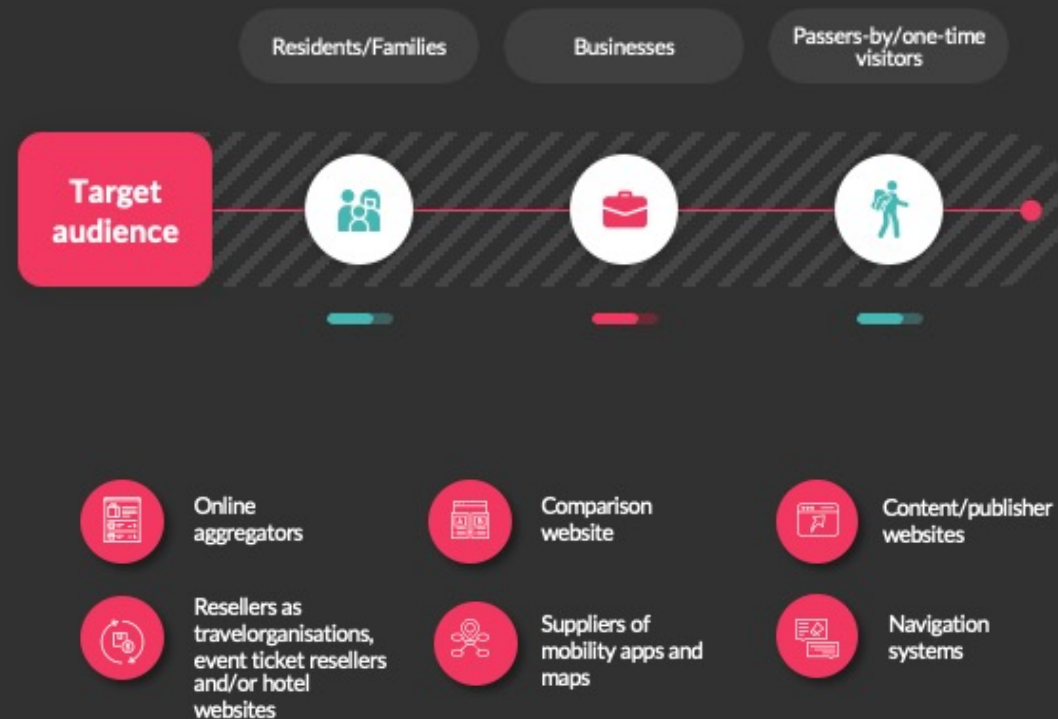 Residents/Families
Businesses
Passers-by/one-time
visitors
Target
audience
Online
aggregators
Comparison
website
Content/publisher
websites
Resellers as
travelorganisations,
event ticket resellers
and/or hotel
websites
Suppliers of
mobility apps and
maps
Navigation
systems